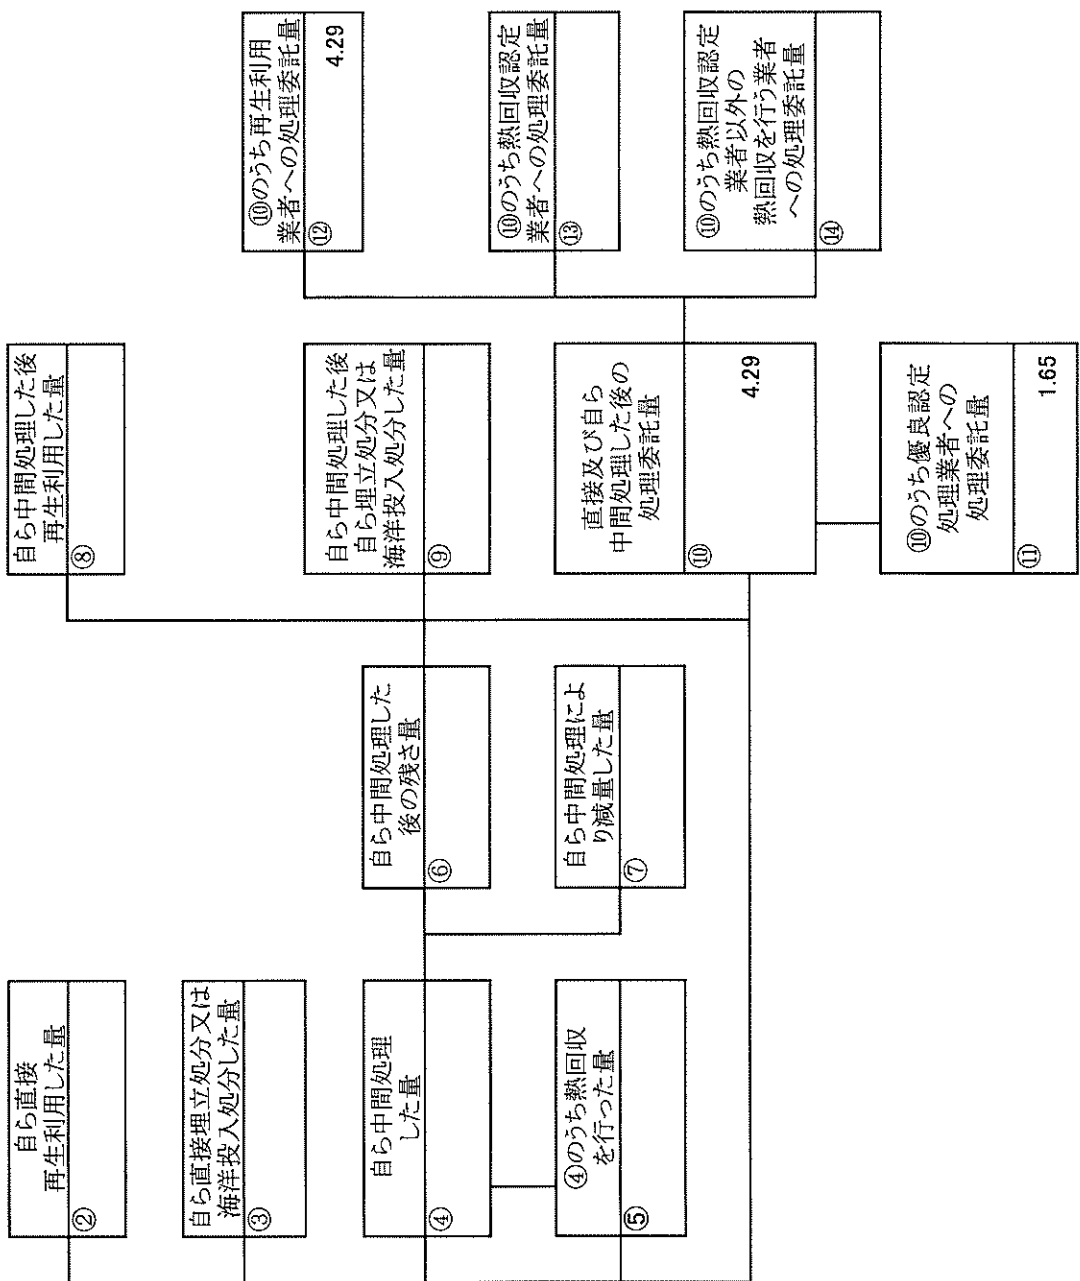 自ら直接
再生利用した量
②
自ら直接埋立処分又は
海洋投入処分した量
③
自ら中間処理
した量
④
④のうち熱回収
を行った量
⑤
自ら中間処理した
後の残さ量
⑥
自ら中間処理によ
り減量した量
⑦
自ら中間処理した後
再生利用した量
⑧
自ら中間処理した後
自ら埋立処分又は
海洋投入処分した量
⑨
直接及び自ら
中間処理した後の
処理委託量
⑩
4.29
⑩のうち優良認定
処理業者への
処理委託量
⑪
1.65
⑩のうち再生利用
業者への処理委託量
⑫
4.29
⑩のうち熱回収認定
業者への処理委託量
⑬
⑩のうち熱回収認定
業者以外の
熱回収を行う業者
への処理委託量
⑭